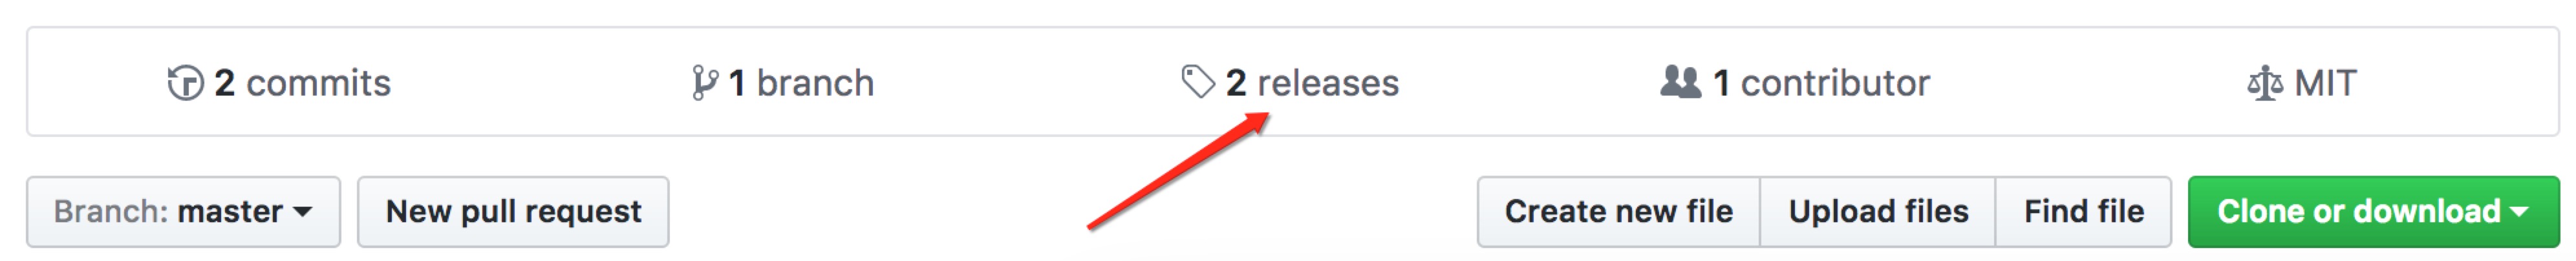 2 commits 1 branch 2 releases 1 contributor MIT
Branch: master New pull request Create new file Upload files Find file Clone or download